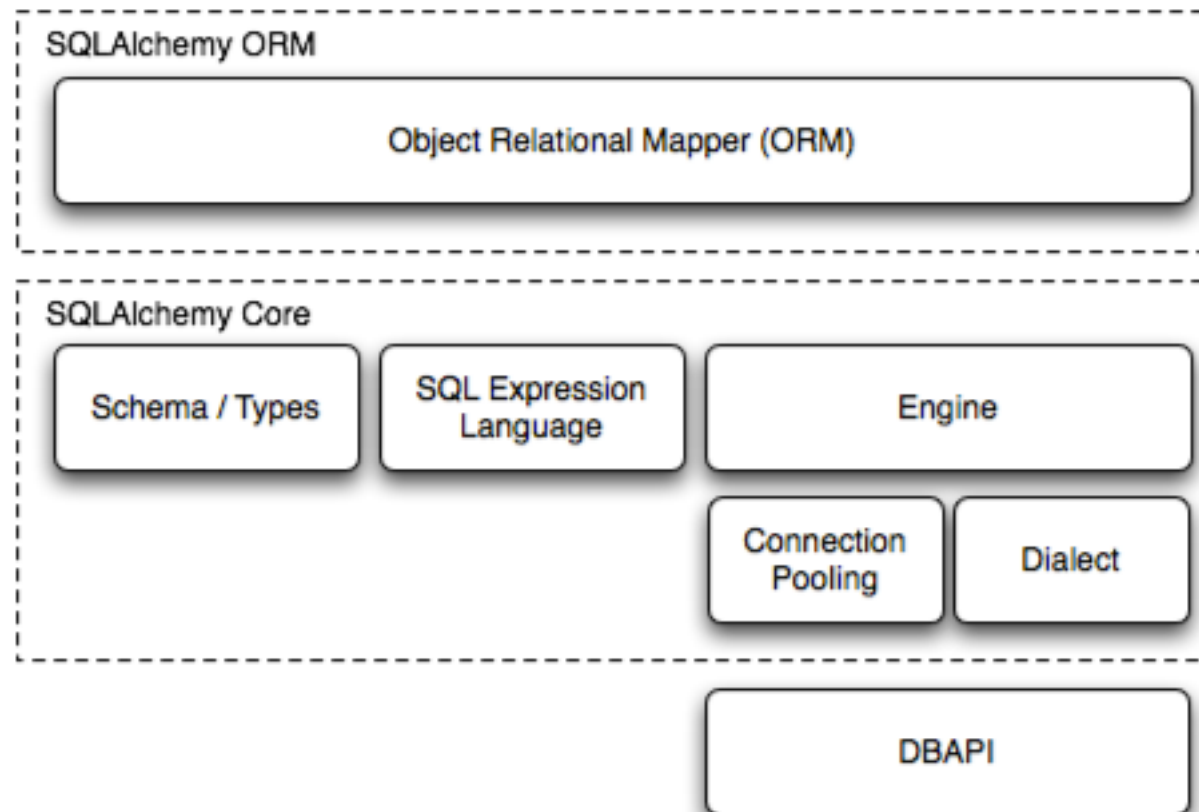 SQLAlchemy ORM
Object Relational Mapper (ORM)
SQLAlchemy Core
Schema / Types
SQL Expression
Language
Engine
Connection
Pooling
Dialect
DBAPI